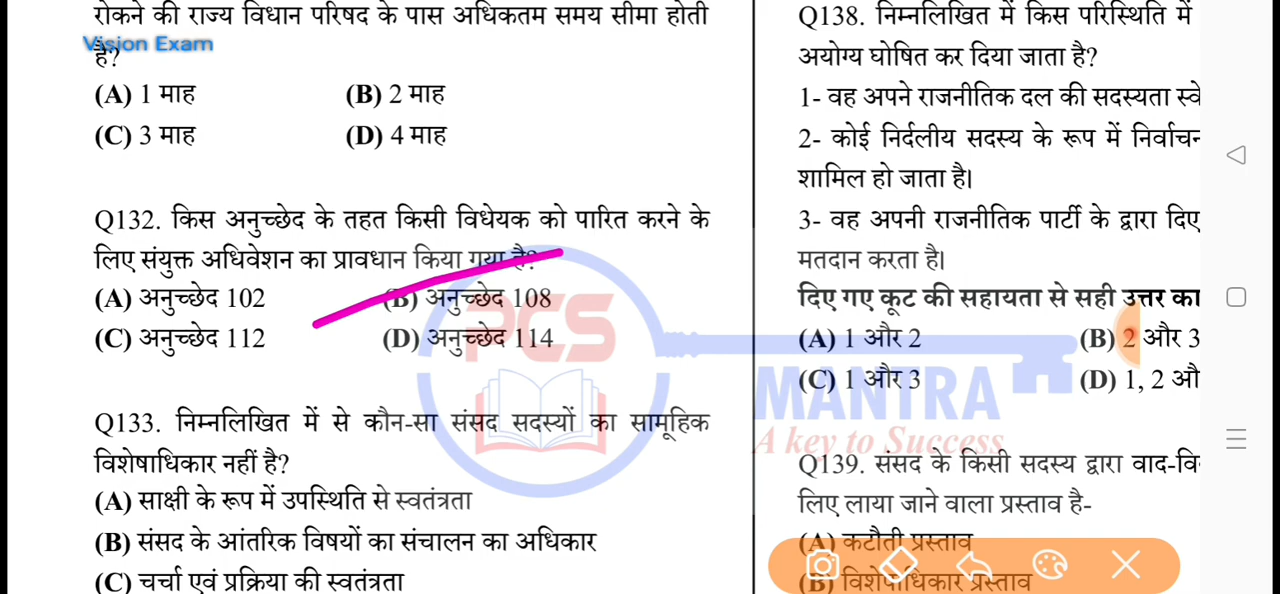 रोकने की राज्य विधान परिषद के पास अधिकतम समय सीमा होती
है?
Vision Exam
(A) 1 माह (B) 2 माह
(C) 3 माह (D) 4 माह
Q132. किस अनुच्छेद के तहत किसी विधेयक को पारित करने के
लिए संयुक्त अधिवेशन का प्रावधान किया गया है?
(A) अनुच्छेद 102 (B) अनुच्छेद 108
(C) अनुच्छेद 112 (D) अनुच्छेद 114
Q133. निम्नलिखित में से कौन-सा संसद सदस्यों का सामूहिक
विशेषाधिकार नहीं है?
(A) साक्षी के रूप में उपस्थिति से स्वतंत्रता
(B) संसद के आंतरिक विषयों का संचालन का अधिकार
(C) चर्चा एवं प्रक्रिया की स्वतंत्रता
PCS
MANTRA
A key to Success
Q138. निम्नलिखित में किस परिस्थिति में
अयोग्य घोषित कर दिया जाता है?
1- वह अपने राजनीतिक दल की सदस्यता स्वे
2- कोई निर्दलीय सदस्य के रूप में निर्वाचन
शामिल हो जाता है।
3- वह अपनी राजनीतिक पार्टी के द्वारा दिए
मतदान करता है।
दिए गए कूट की सहायता से सही उत्तर का
(A) 1 और 2 (B) 2 और 3
(C) 1 और 3 (D) 1, 2 औ
Q139. संसद के किसी सदस्य द्वारा वाद-वि
लिए लाया जाने वाला प्रस्ताव है-
(A) कटौती प्रस्ताव
(B) विशेषाधिकार प्रस्ताव